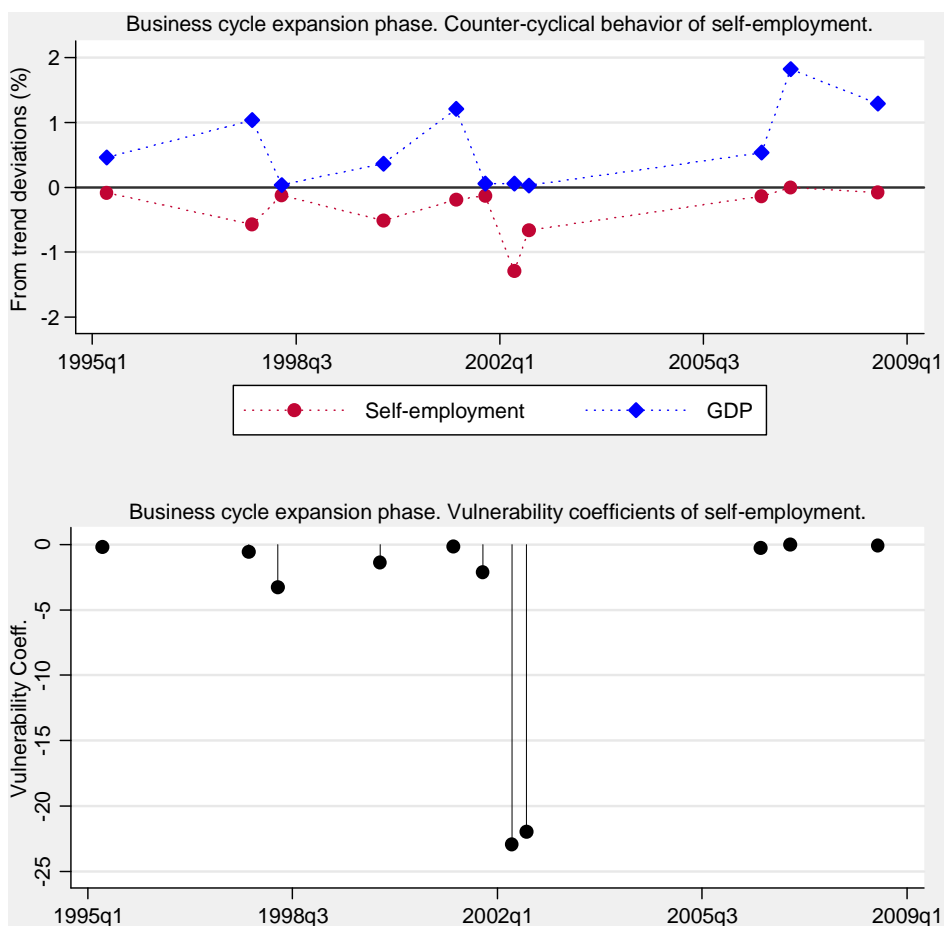 Business cycle expansion phase. Counter-cyclical behavior of self-employment.
From trend deviations (%)
2
1
0
-1
-2
1995q1 1998q3 2002q1 2005q3 2009q1
Self-employment GDP
Business cycle expansion phase. Vulnerability coefficients of self-employment.
Vulnerability Coeff.
0
-5
-10
-15
-20
-25
1995q1 1998q3 2002q1 2005q3 2009q1